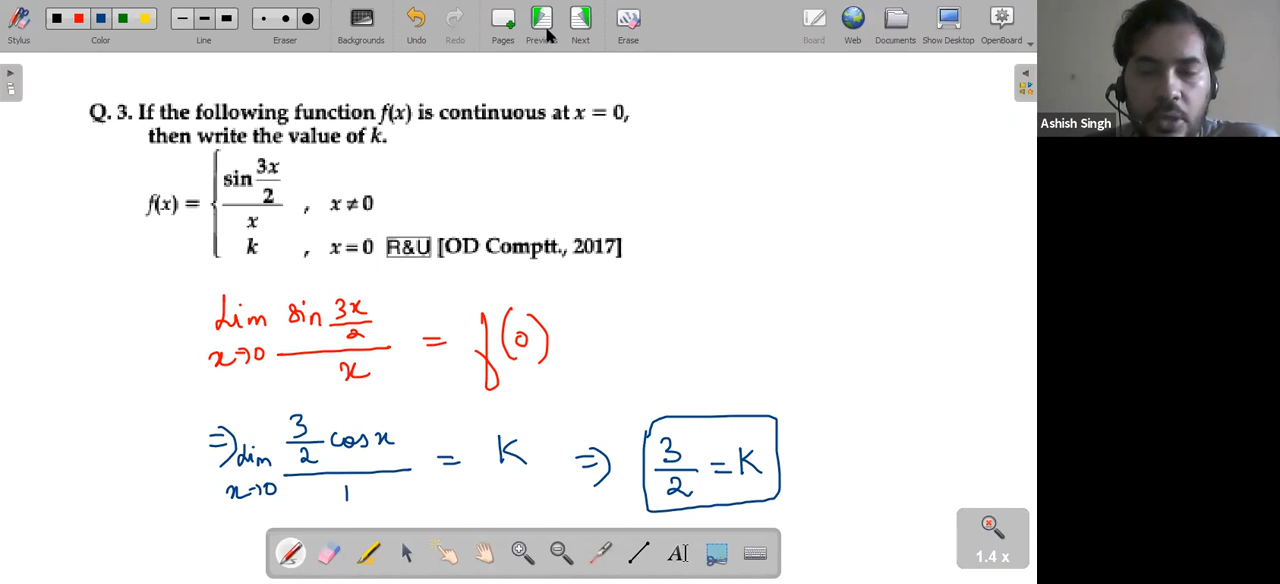 Stylus Color Line Eraser Backgrounds Undo Redo Pages Next Erase Board Web Documents Show Desktop OpenBoard
Ashish Singh
Q. 3. If the following function f(x) is continuous at x = 0,
then write the value of k.
f(x) = { sin 3x/2 / x , x ≠ 0
k , x = 0 R&U [OD Comptt., 2017]
Lim x→0 sin 3x/2 / x = f(0)
⇒ Lim x→0 3/2 cos x / 1 = K ⇒ 3/2 = K
1.4 x